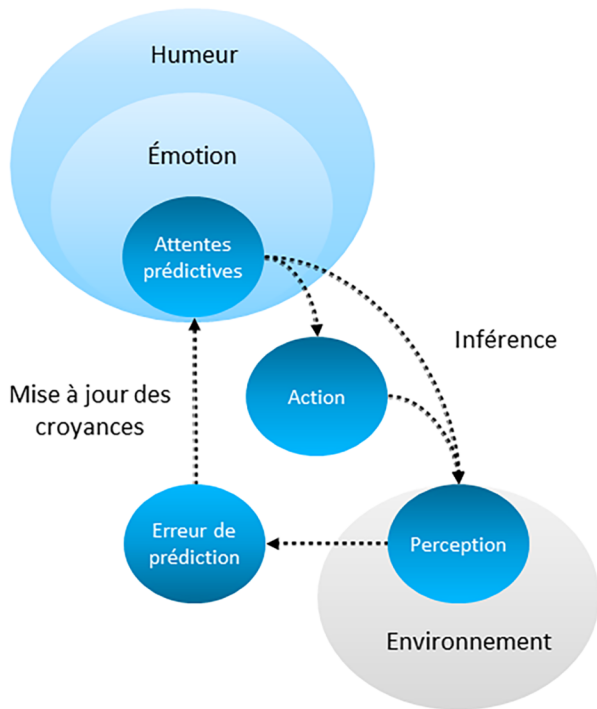 Humeur
Émotion
Attentes
prédictives
Inférence
Action
Mise à jour des
croyances
Erreur de
prédiction
Perception
Environnement